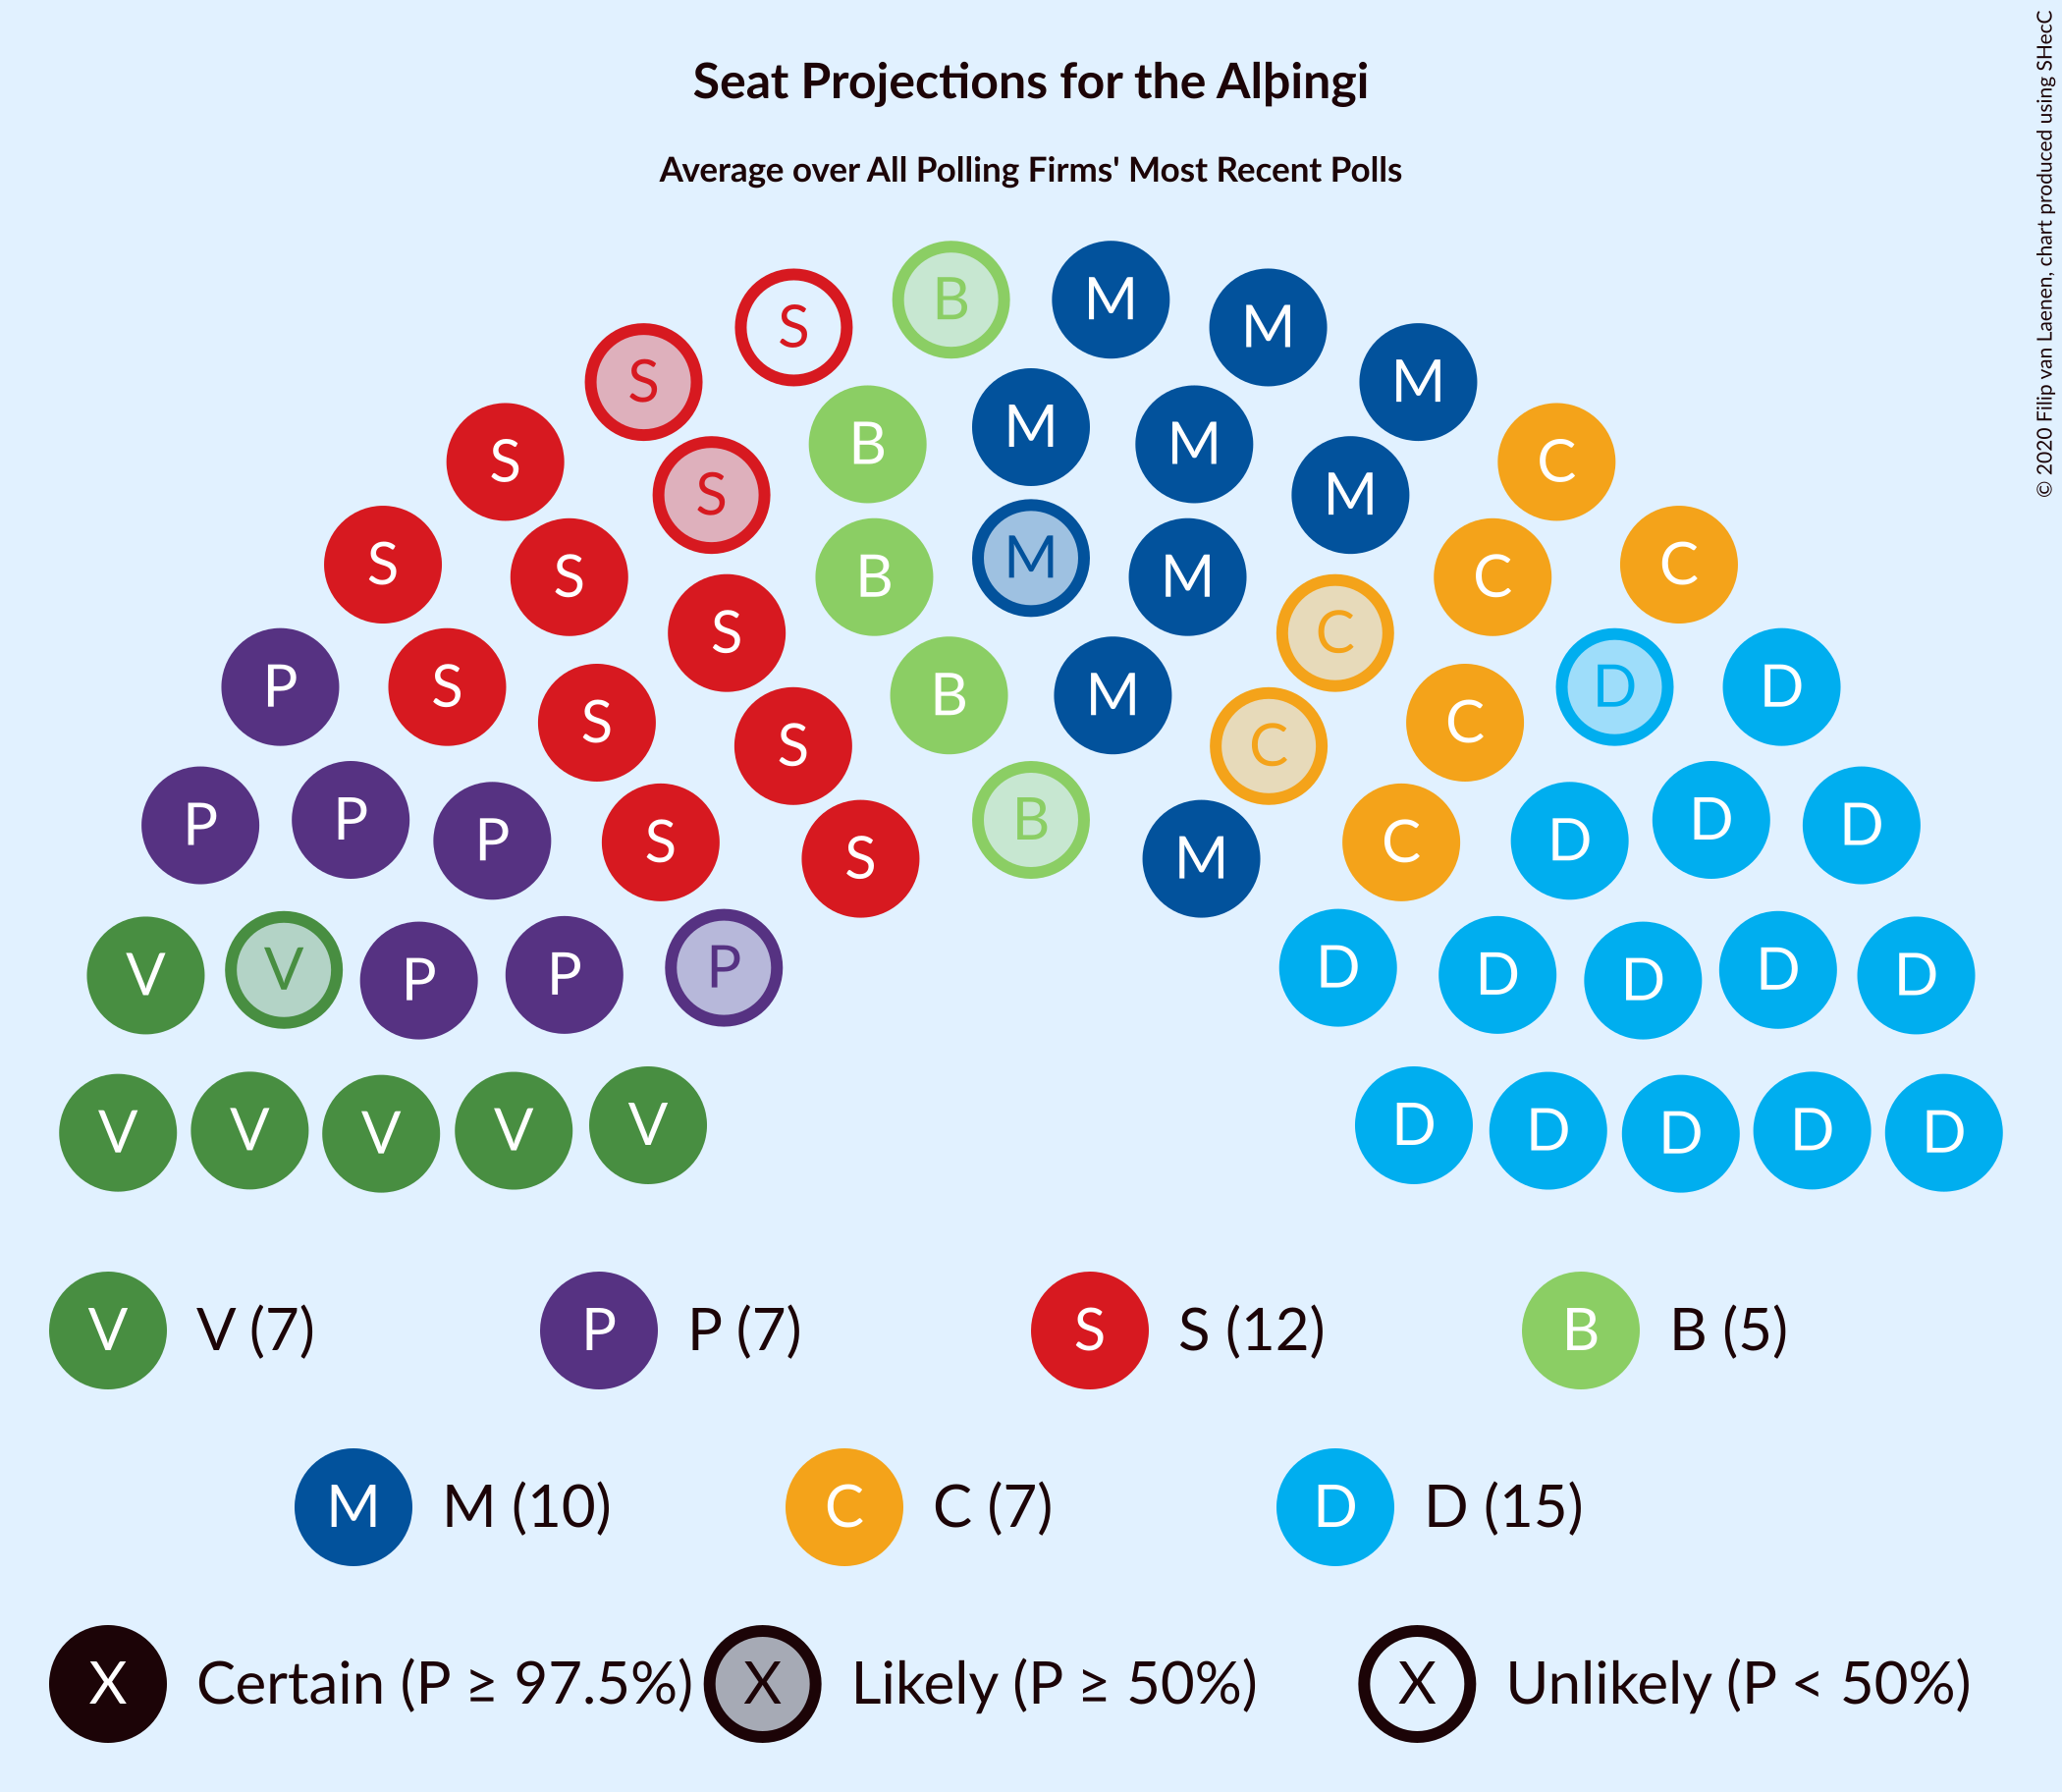 Seat Projections for the Alþingi
Average over All Polling Firms' Most Recent Polls
© 2020 Filip van Laenen, chart produced using SHecC
B M
S M
S M
M
B M
S C
S M
B M M
S C
S C C
S C
P S D D
B M
S C
S C
P P B D D
P S C D
S M
V V P P P D D D D D
V V V V V D D D D D
V V (7) P P (7) S S (12) B B (5)
M M (10) C C (7) D D (15)
X Certain (P ≥ 97.5%) X Likely (P ≥ 50%) X Unlikely (P < 50%)